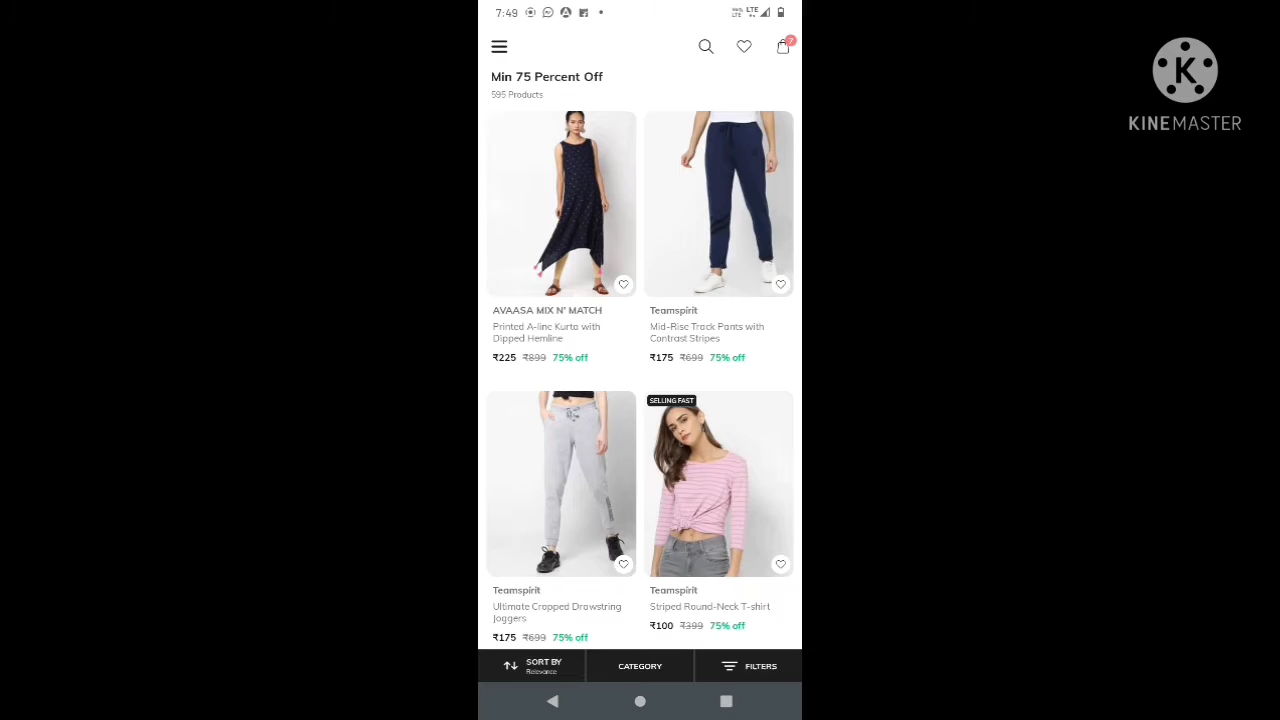 7:49
LTE
K
KINEMASTER
7
Min 75 Percent Off
595 Products
AVAASA MIX N' MATCH
Printed A-line Kurta with
Dipped Hemline
₹225 ₹899 75% off
Teamspirit
Mid-Rise Track Pants with
Contrast Stripes
₹175 ₹699 75% off
SELLING FAST
Teamspirit
Ultimate Cropped Drawstring
Joggers
₹175 ₹699 75% off
Teamspirit
Striped Round-Neck T-shirt
₹100 ₹399 75% off
SORT BY
Relevance
CATEGORY
FILTERS